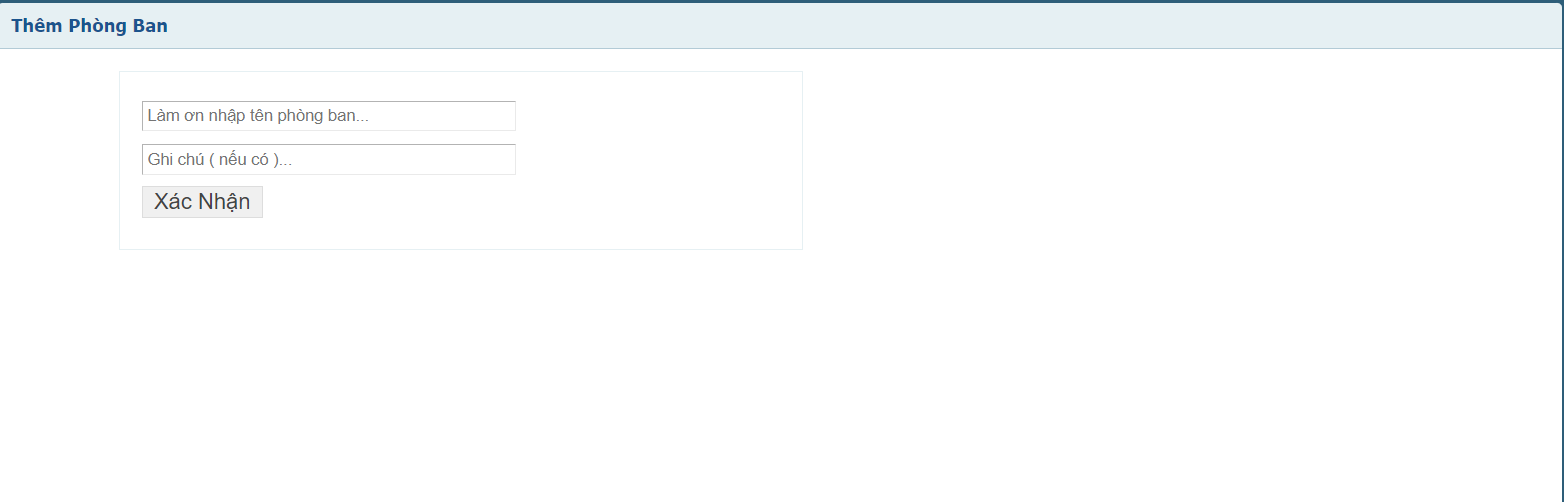 Thêm Phòng Ban
Làm ơn nhập tên phòng ban...
Ghi chú ( nếu có )...
Xác Nhận